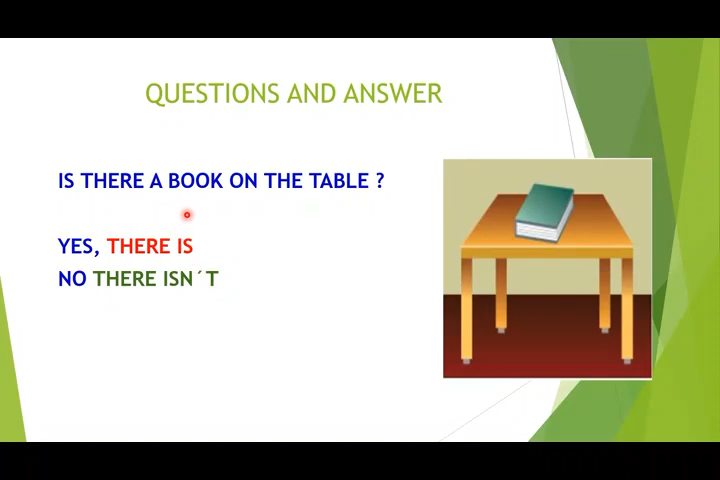 QUESTIONS AND ANSWER
IS THERE A BOOK ON THE TABLE ?
YES, THERE IS
NO THERE ISN´T